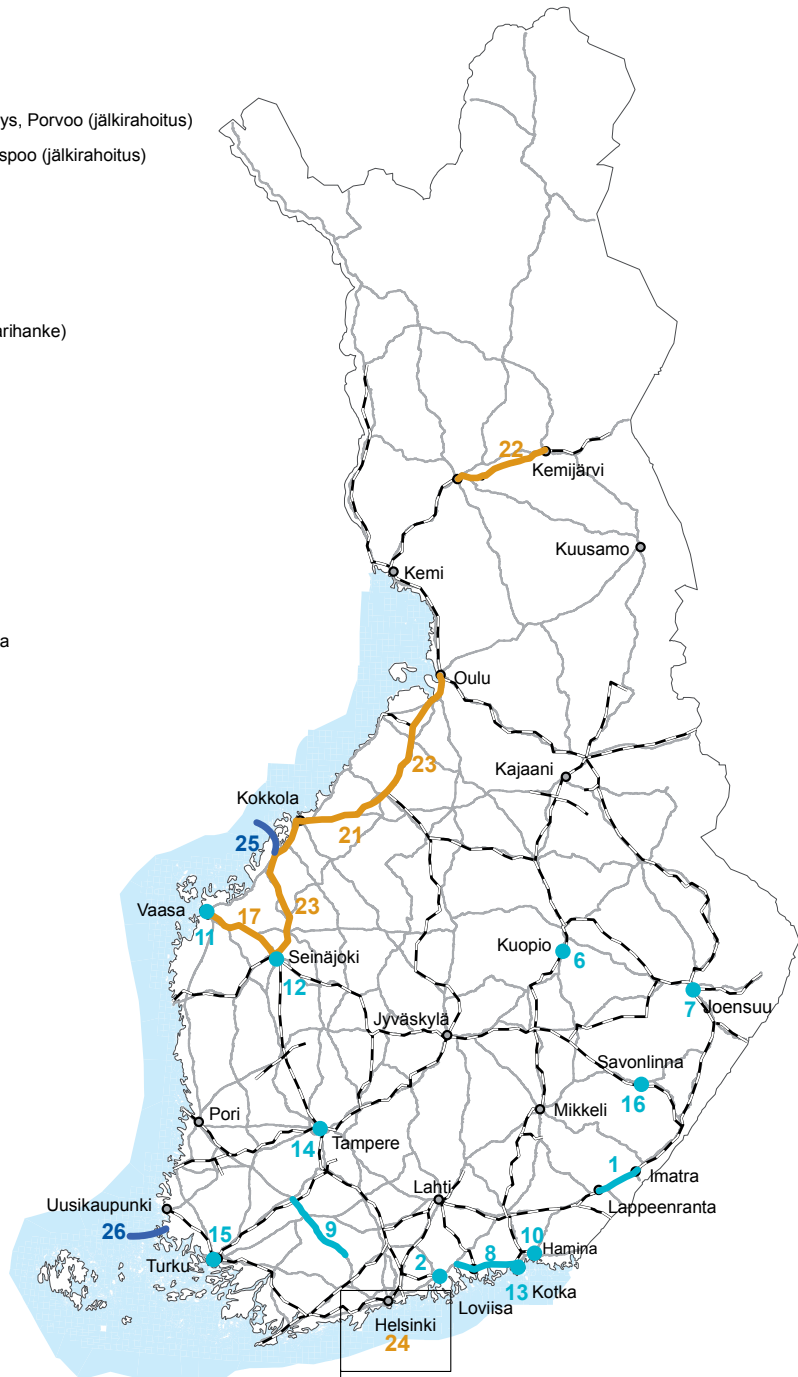 ys, Porvoo (jälkirahoitus)
spoo (jälkirahoitus)
arihanke)
22
Kemijärvi
Kuusamo
Kemi
a
Oulu
23
Kajaani
Kokkola
21
25
Vaasa
17
23
11
Kuopio
6
Seinäjoki
12
7
Joensuu
Jyväskylä
Savonlinna
16
Pori
Mikkeli
14
Tampere
1
Imatra
Lahti
Lappeenranta
Uusikaupunki
26
15
9
10
Hamina
8
Turku
2
13
Kotka
Loviisa
Helsinki
24